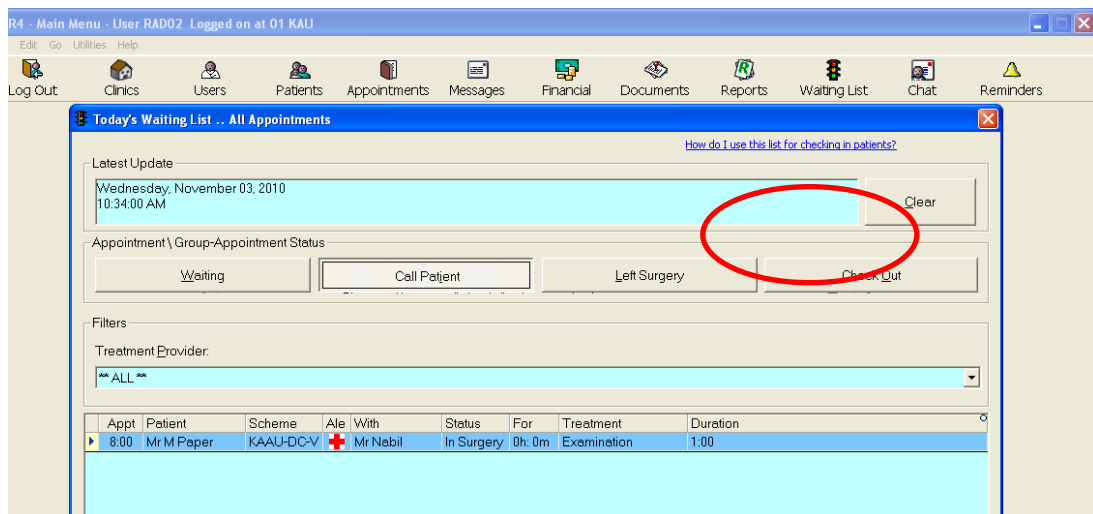 R4 - Main Menu - User RAD02 Logged on at 01 KAU
Edit Go Utilities Help
Log Out Clinics Users Patients Appointments Messages Financial Documents Reports Waiting List Chat Reminders
Today's Waiting List .. All Appointments
How do I use this list for checking in patients?
Latest Update
Wednesday, November 03, 2010
10:34:00 AM
Clear
Appointment \ Group-Appointment Status
Waiting Call Patient Left Surgery Check Out
Filters
Treatment Provider:
** ALL **
Appt Patient Scheme Ale With Status For Treatment Duration
8:00 Mr M Paper KAAU-DC-V Mr Nabil In Surgery 0h: 0m Examination 1:00